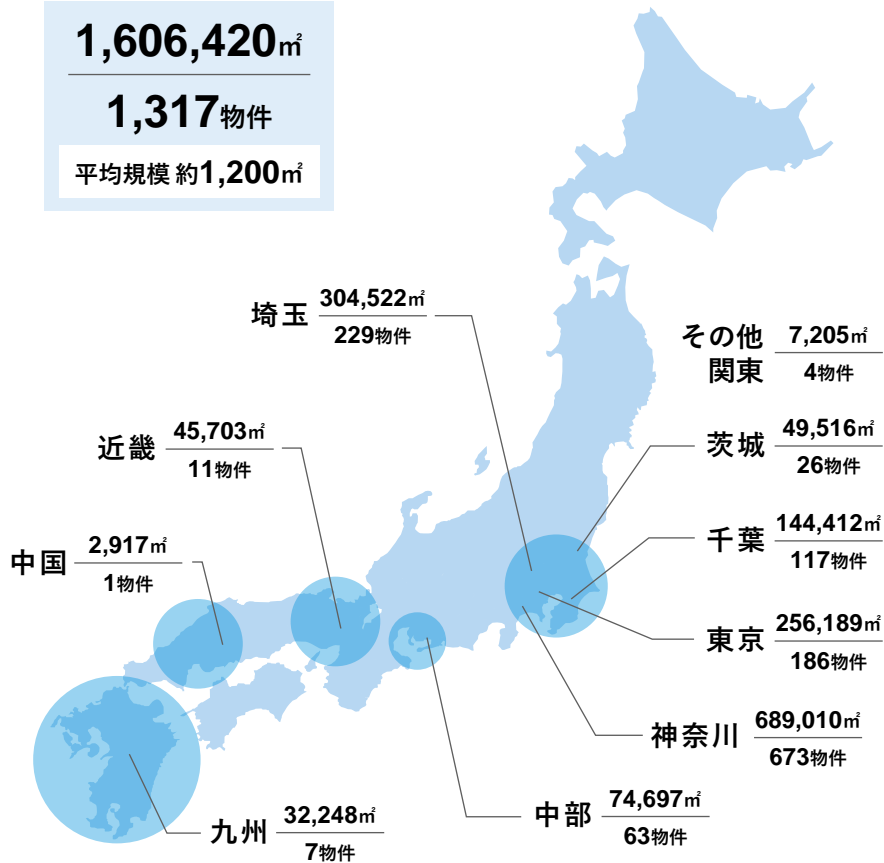 1,606,420㎡
1,317物件
平均規模 約1,200㎡
埼玉
304,522㎡
229物件
その他
関東
7,205㎡
4物件
近畿
45,703㎡
11物件
茨城
49,516㎡
26物件
中国
2,917㎡
1物件
千葉
144,412㎡
117物件
東京
256,189㎡
186物件
神奈川
689,010㎡
673物件
中部
74,697㎡
63物件
九州
32,248㎡
7物件